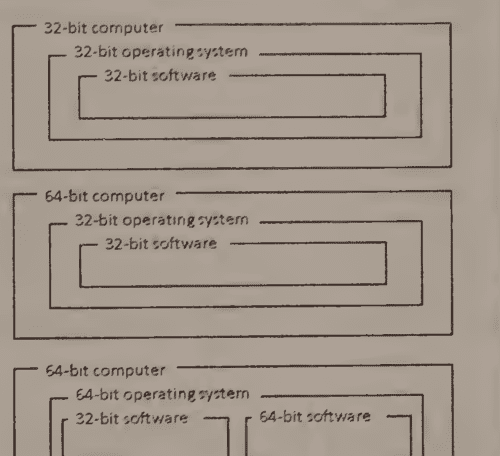 32-bit computer
32-bit operating system
32-bit software
64-bit computer
32-bit operating system
32-bit software
64-bit computer
64-bit operating system
32-bit software 64-bit software